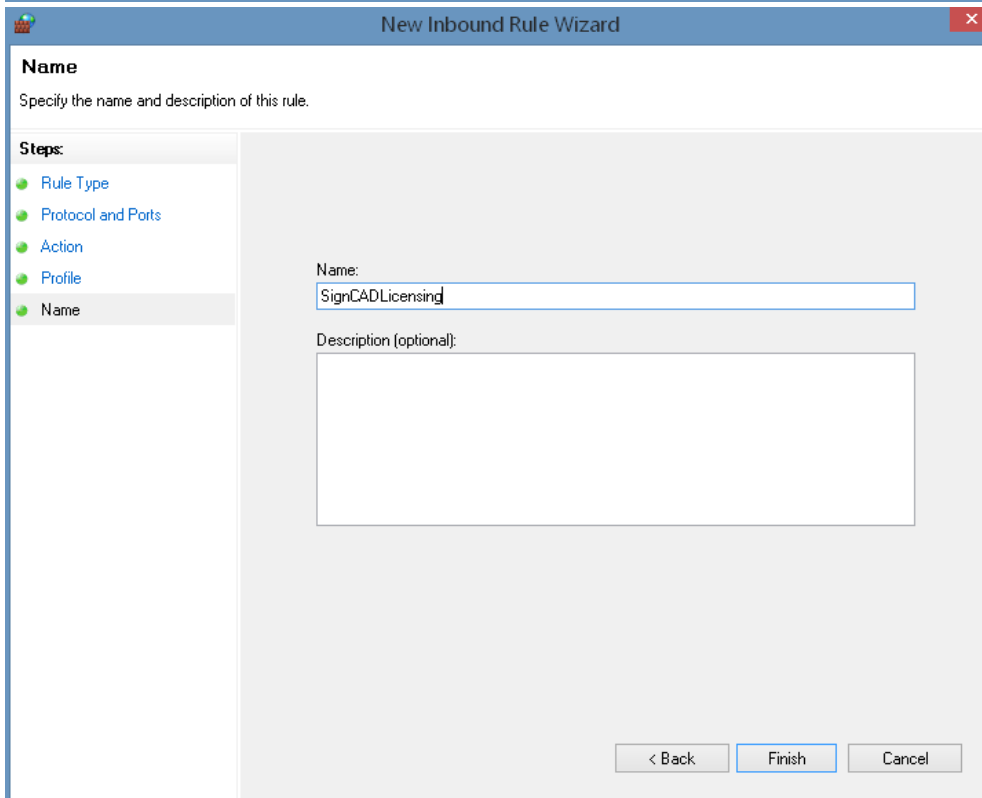 New Inbound Rule Wizard
Name
Specify the name and description of this rule.
Steps:
Rule Type
Protocol and Ports
Action
Profile
Name
Name:
SignCADLicensing
Description (optional):
< Back
Finish
Cancel